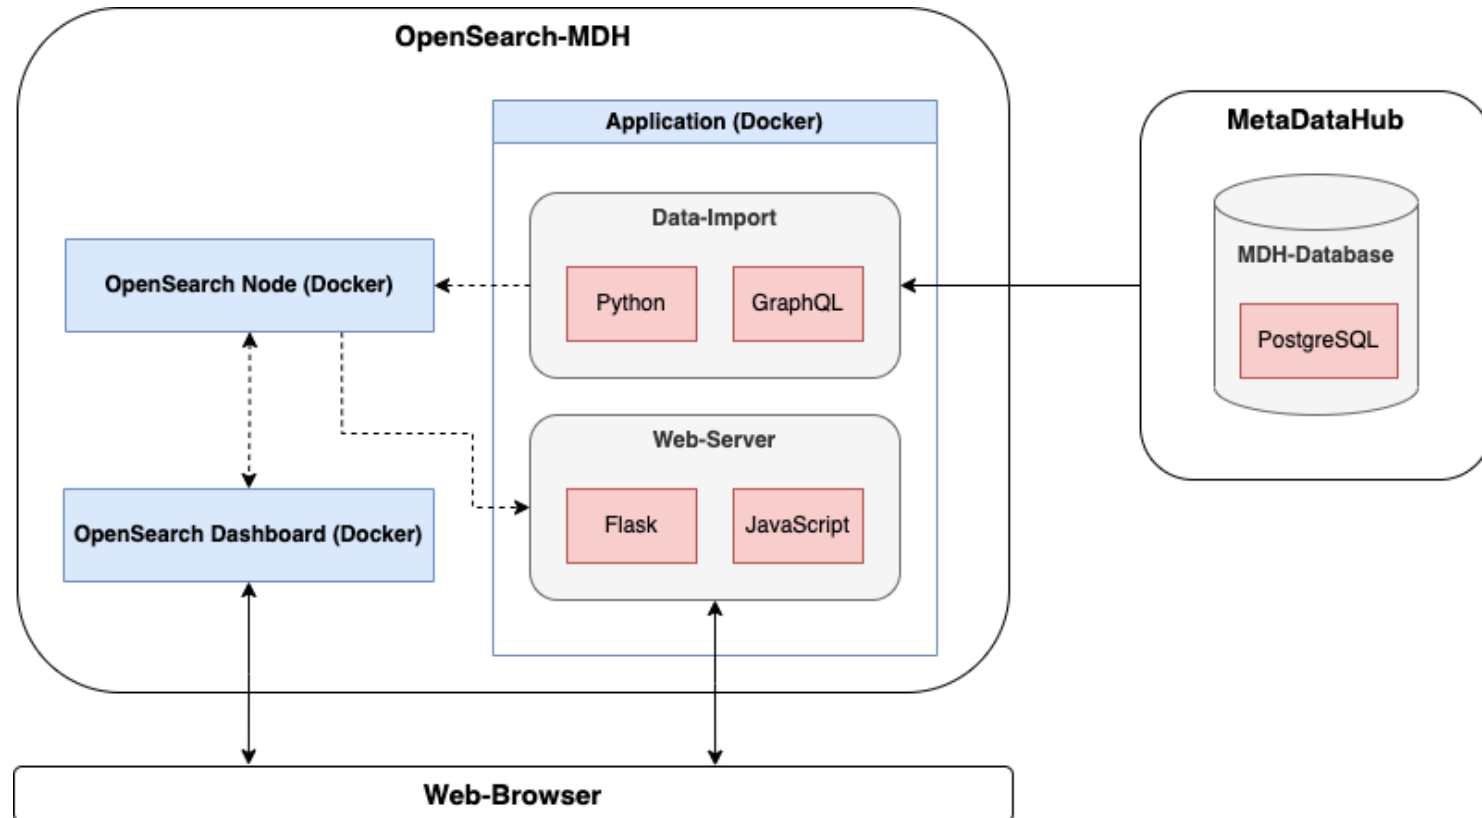 OpenSearch-MDH
Application (Docker)
MetaDataHub
Data-Import
MDH-Database
OpenSearch Node (Docker)
Python
GraphQL
PostgreSQL
Web-Server
Flask
JavaScript
OpenSearch Dashboard (Docker)
Web-Browser